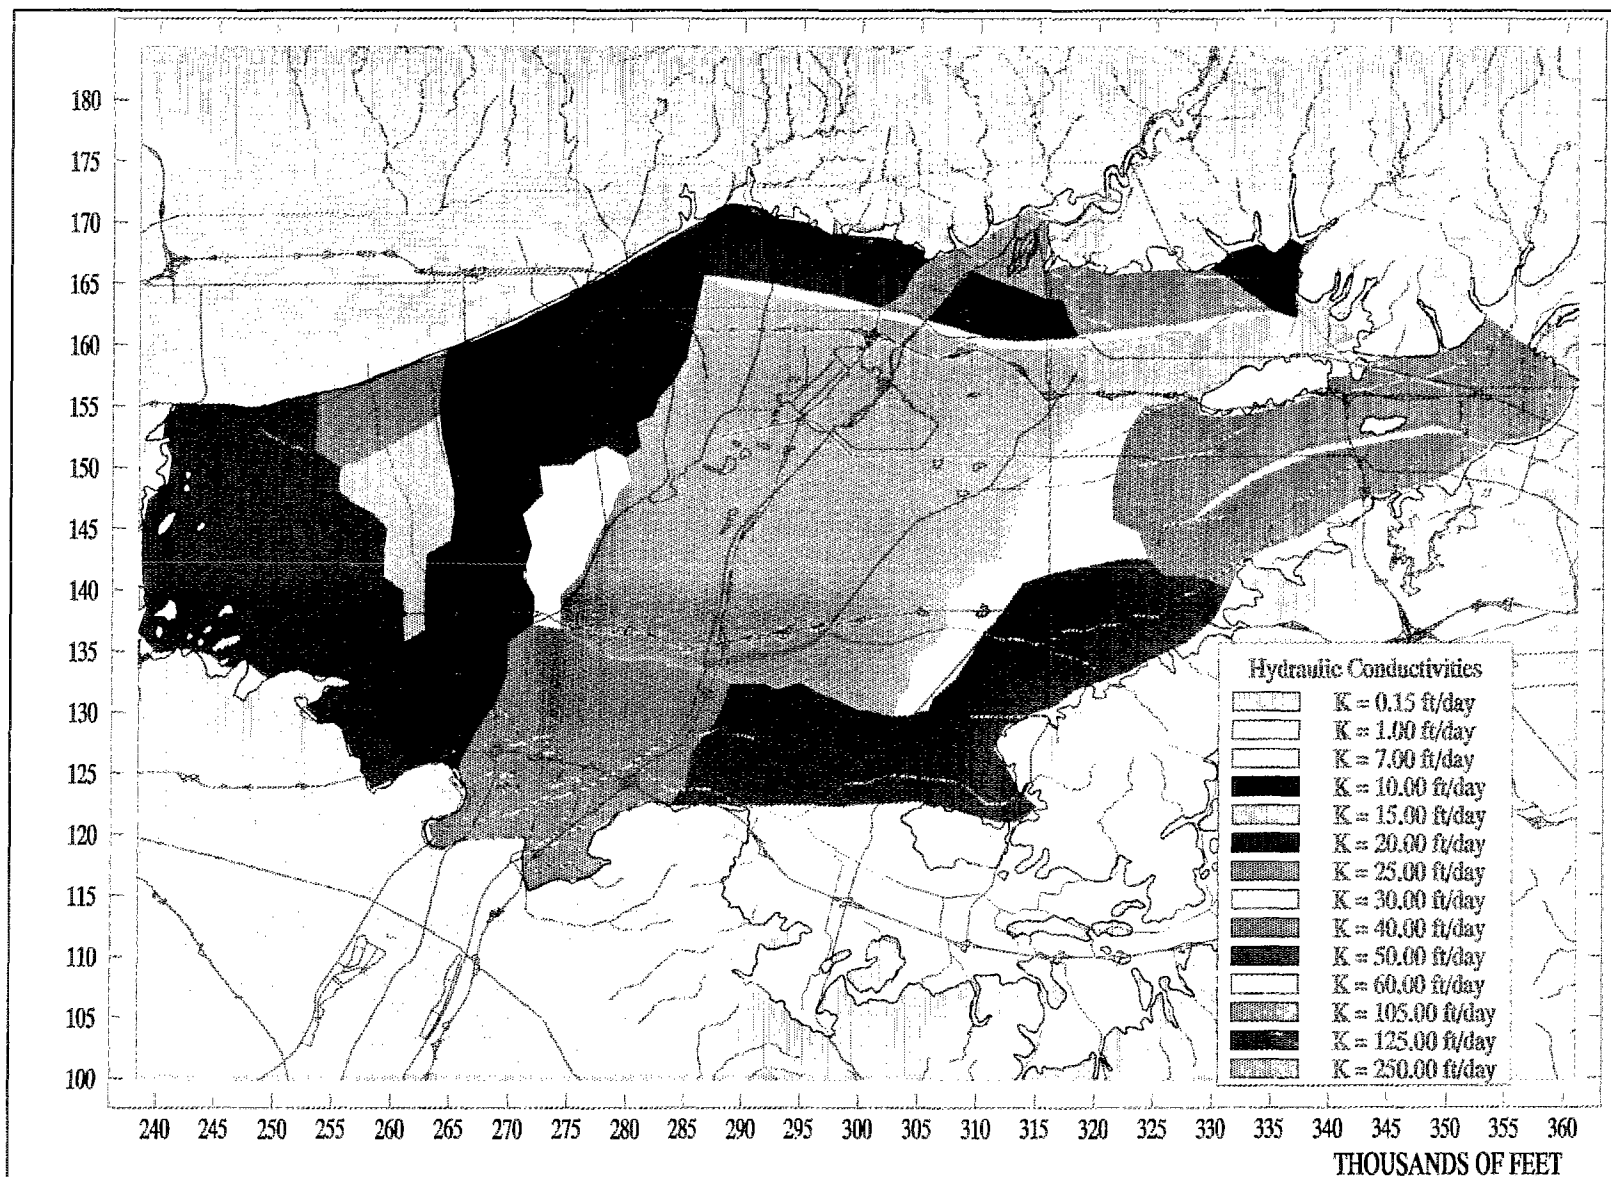 180
175
170
165
160
155
150
145
140
135
130
125
120
115
110
105
100
Hydraulic Conductivities
K = 0.15 ft/day
K = 1.00 ft/day
K = 7.00 ft/day
K = 10.00 ft/day
K = 15.00 ft/day
K = 20.00 ft/day
K = 25.00 ft/day
K = 30.00 ft/day
K = 40.00 ft/day
K = 50.00 ft/day
K = 60.00 ft/day
K = 105.00 ft/day
K = 125.00 ft/day
K = 250.00 ft/day
240 245 250 255 260 265 270 275 280 285 290 295 300 305 310 315 320 325 330 335 340 345 350 355 360
THOUSANDS OF FEET